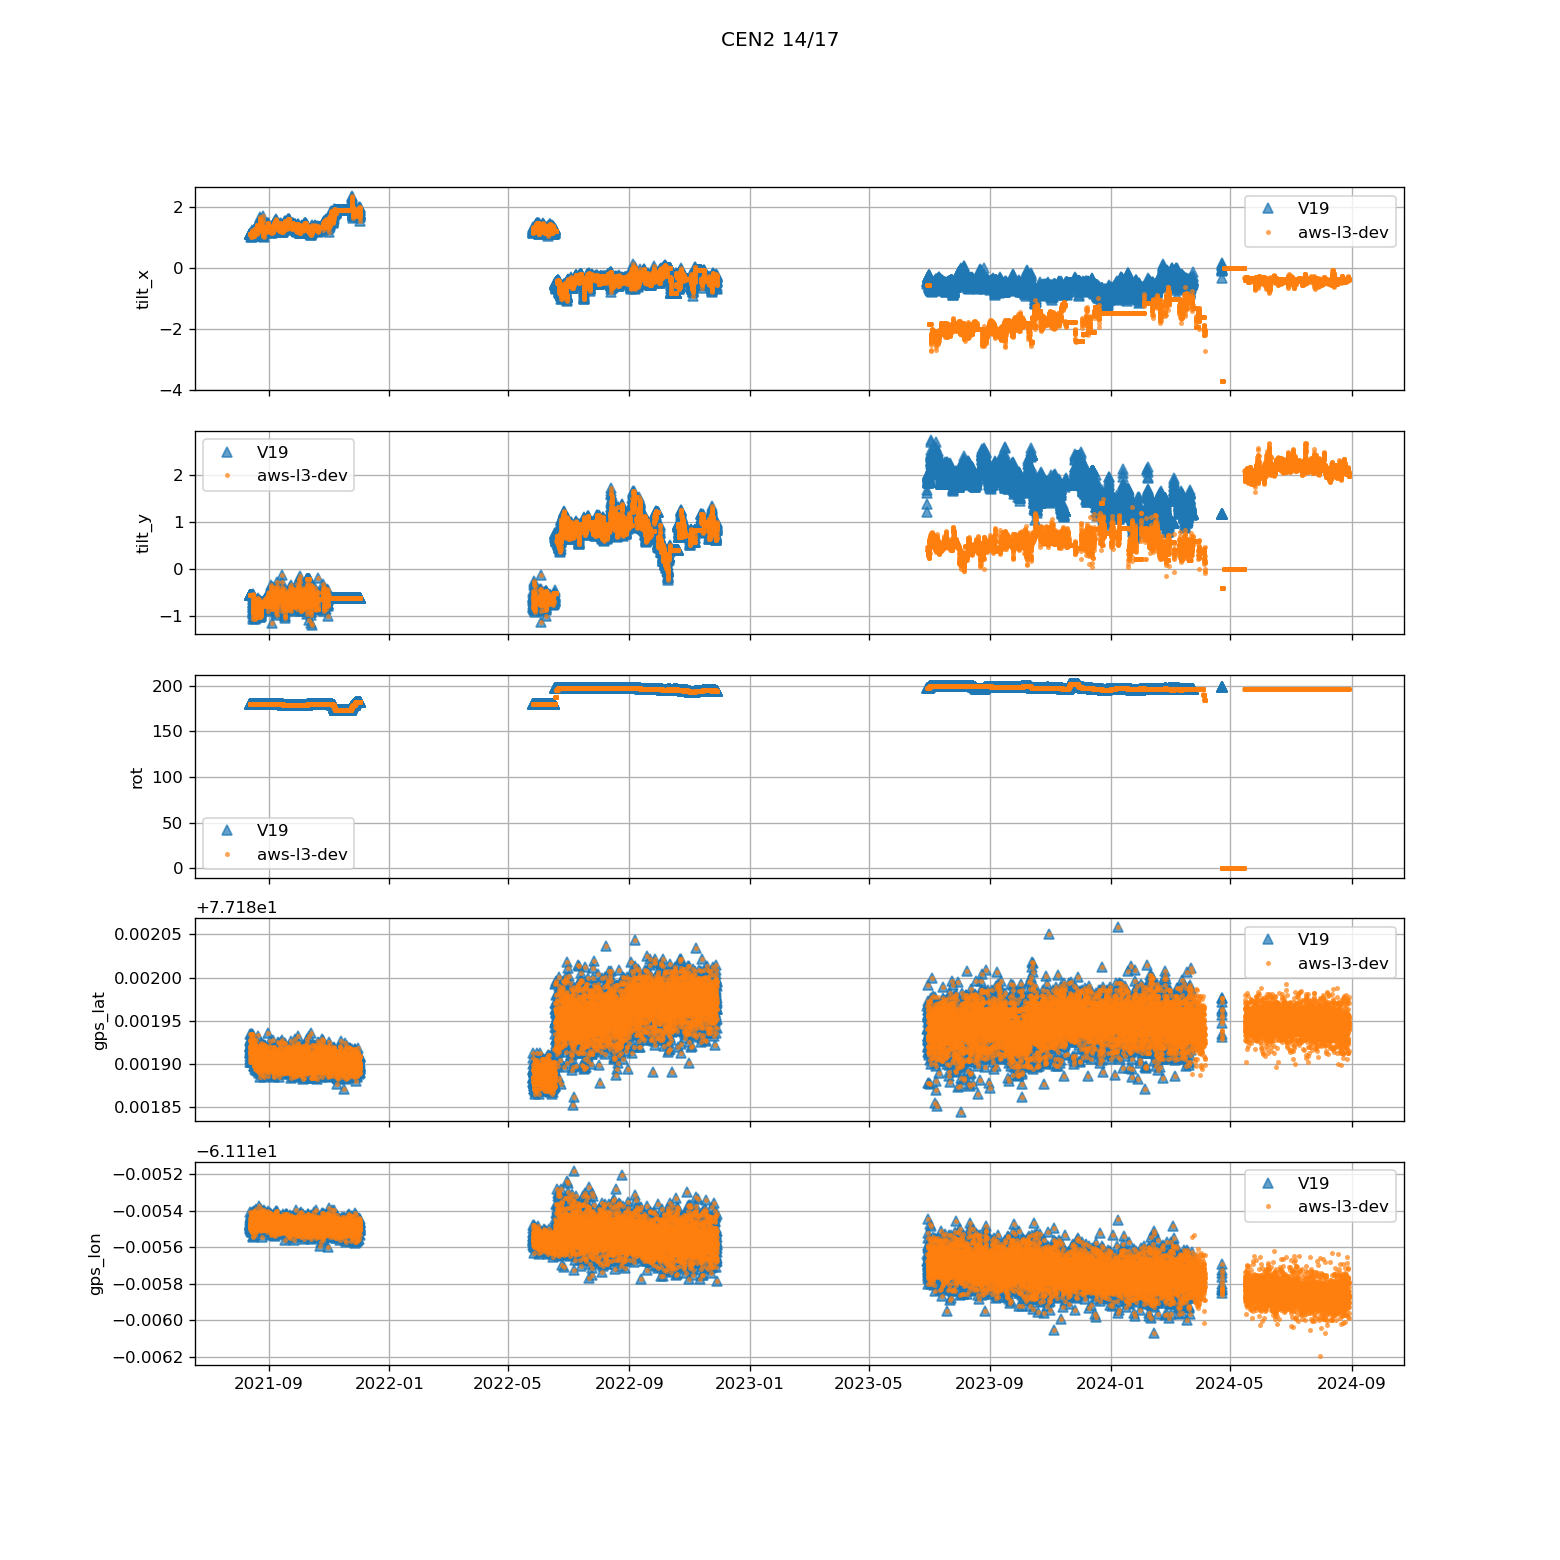 CEN2 14/17
tilt_x
2
0
−2
−4
V19
aws-l3-dev
tilt_y
2
1
0
−1
V19
aws-l3-dev
rot
200
150
100
50
0
V19
aws-l3-dev
+7.718e1
gps_lat
0.00205
0.00200
0.00195
0.00190
0.00185
V19
aws-l3-dev
−6.111e1
gps_lon
−0.0052
−0.0054
−0.0056
−0.0058
−0.0060
−0.0062
V19
aws-l3-dev
2021-09 2022-01 2022-05 2022-09 2023-01 2023-05 2023-09 2024-01 2024-05 2024-09